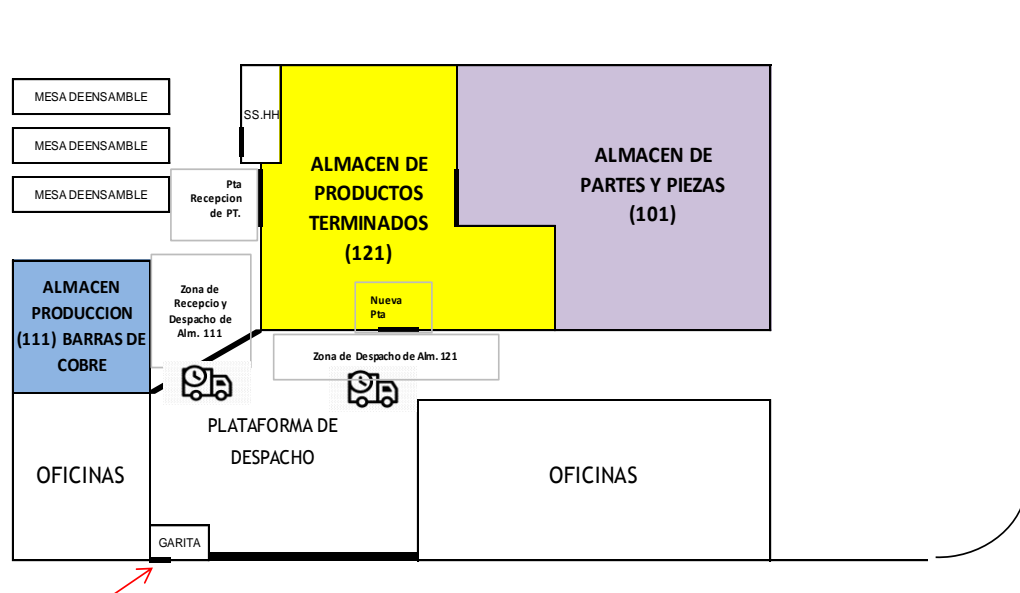 MESA DEENSAMBLE
MESA DEENSAMBLE
MESA DEENSAMBLE
SS.HH
Pta
Recepcion
de PT.
ALMACEN DE
PRODUCTOS
TERMINADOS
(121)
ALMACEN DE
PARTES Y PIEZAS
(101)
ALMACEN
PRODUCCION
(111) BARRAS DE
COBRE
Zona de
Recepcio y
Despacho de
Alm. 111
Nueva
Pta
Zona de Despacho de Alm. 121
PLATAFORMA DE
DESPACHO
OFICINAS
OFICINAS
GARITA